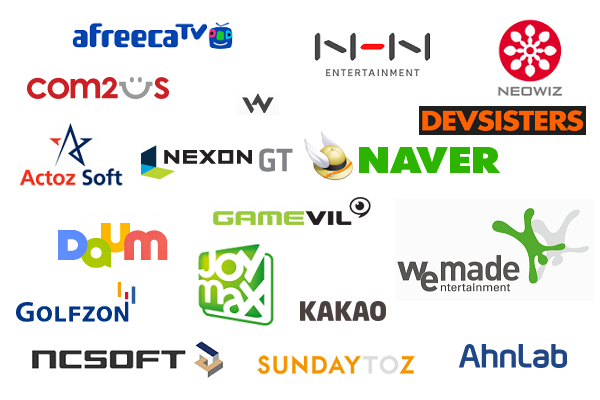 afreecaTV
NHN
ENTERTAINMENT
NEOWIZ
com2us
DEVSISTERS
Actoz Soft
NEXON GT
NAVER
GAMEVIL
Daum
Joymax
wemade
entertainment
GOLFZON
KAKAO
NCSOFT
SUNDAYTOZ
AhnLab